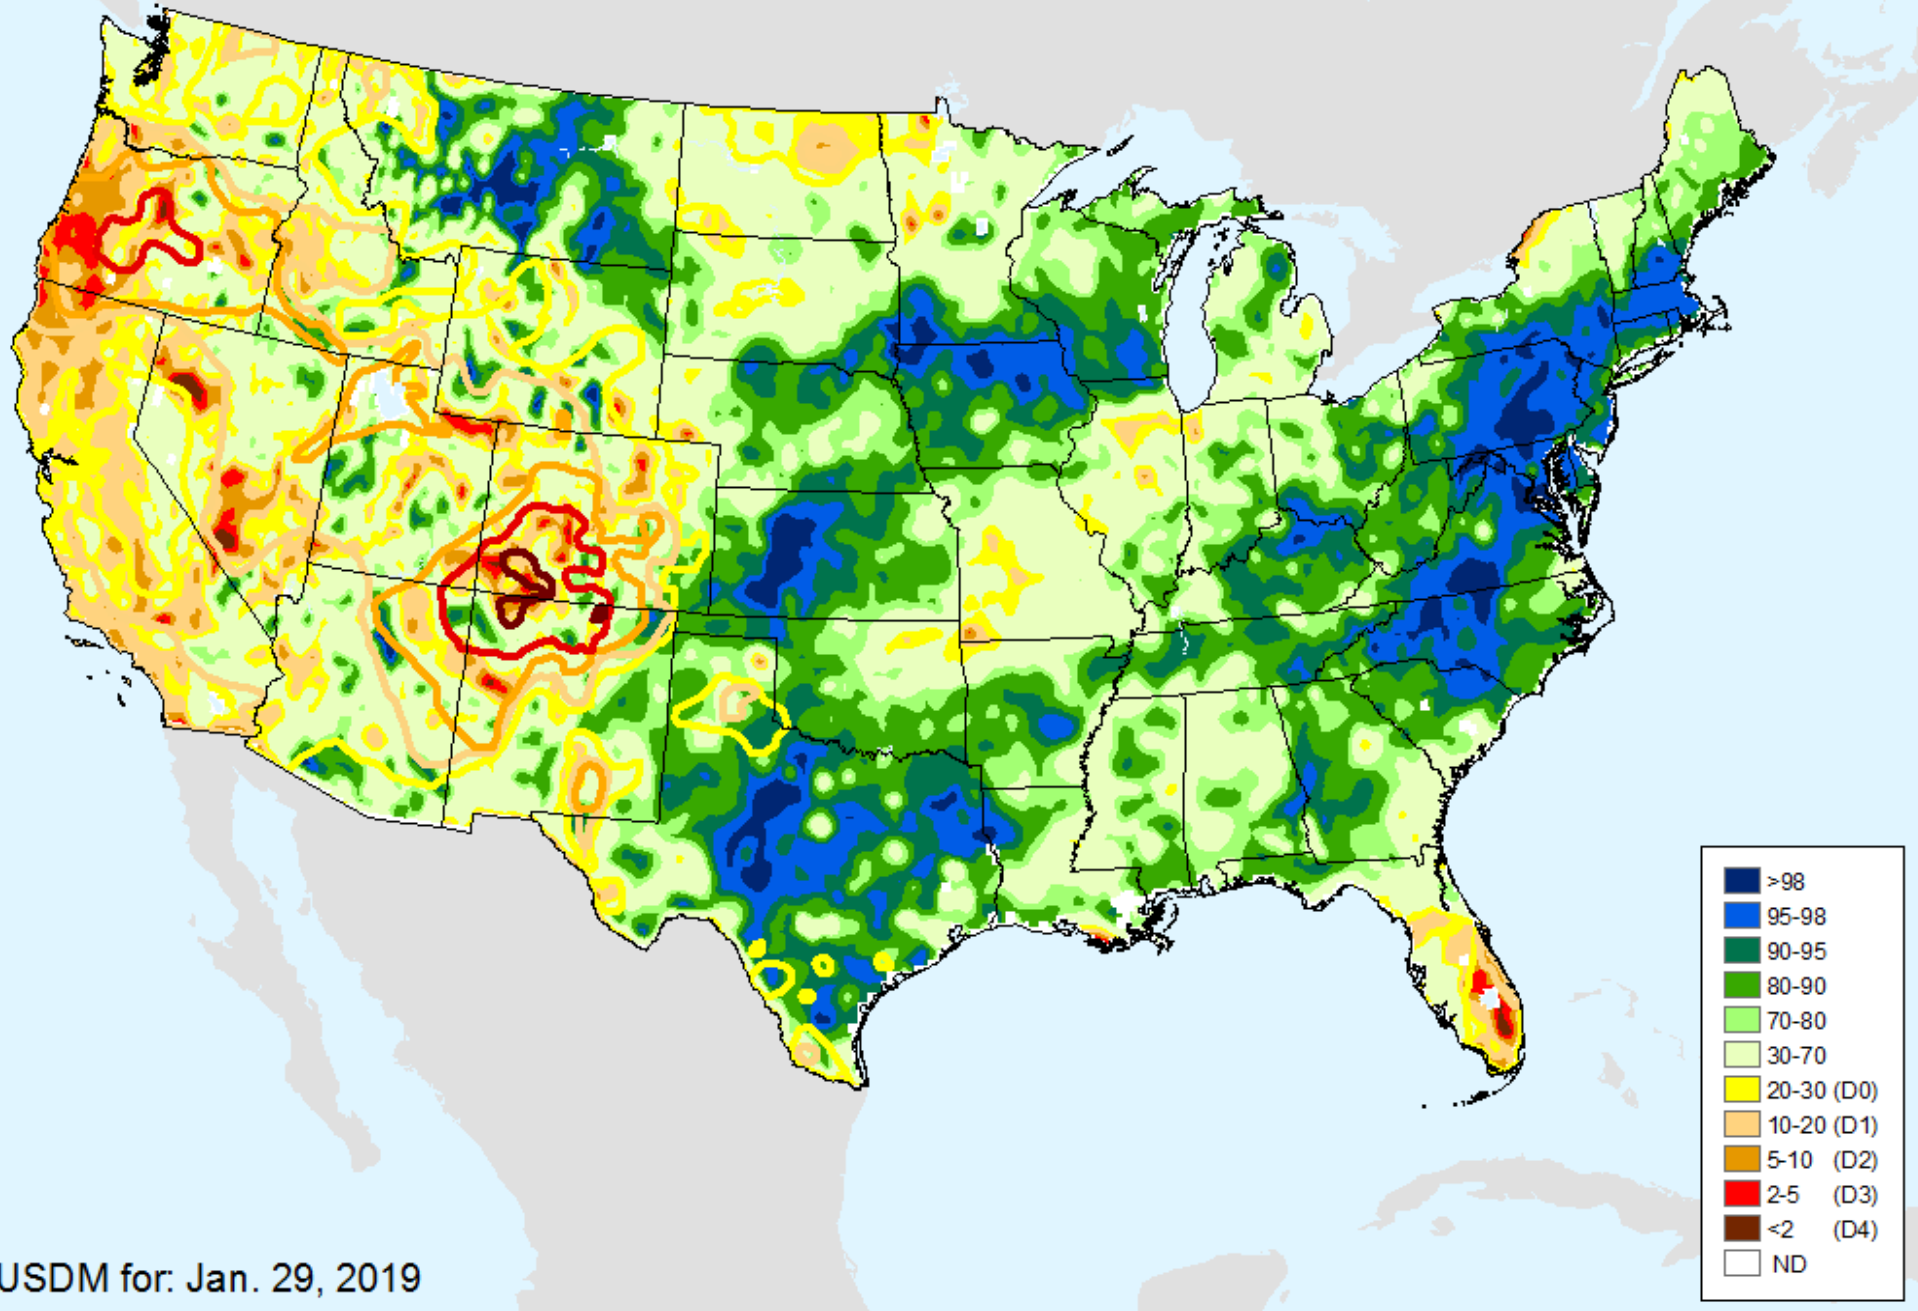 >98
95-98
90-95
80-90
70-80
30-70
20-30 (D0)
10-20 (D1)
5-10 (D2)
2-5 (D3)
<2 (D4)
ND
USDM for: Jan. 29, 2019